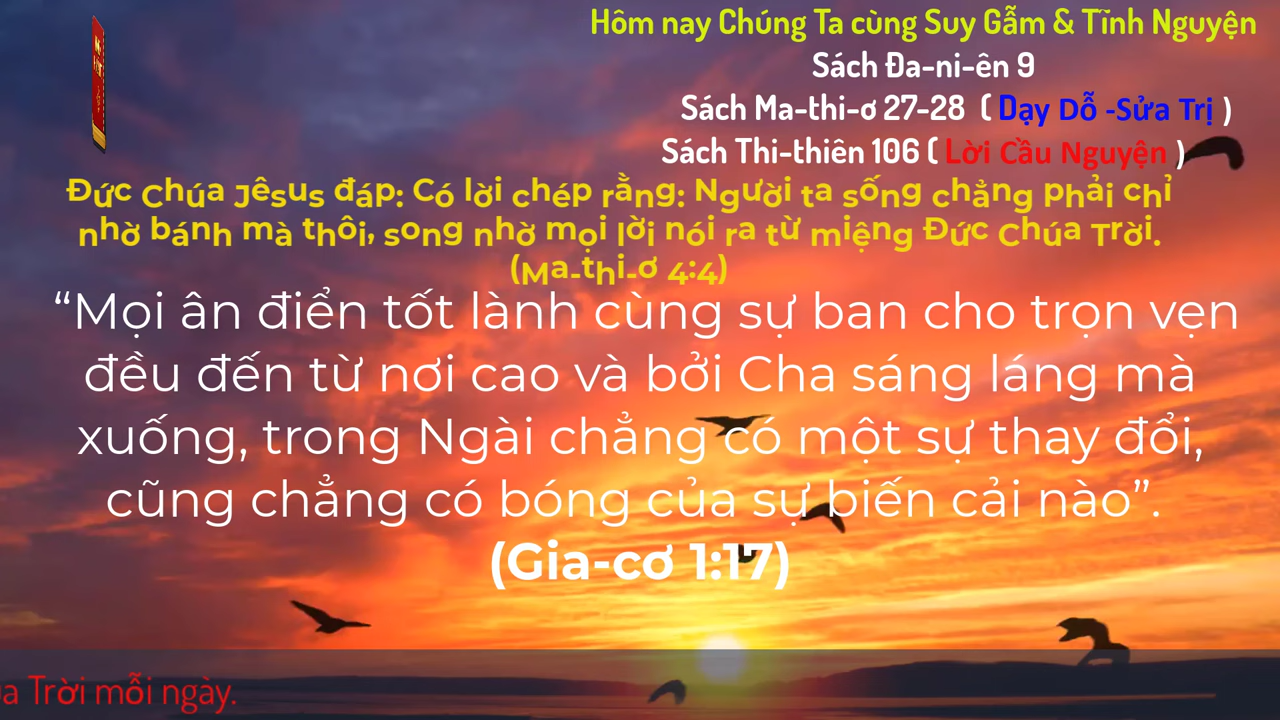 Hôm nay Chúng Ta cùng Suy Gẫm & Tĩnh Nguyện
Sách Đa-ni-ên 9
Sách Ma-thi-ơ 27-28 ( Dạy Dỗ -Sửa Trị )
Sách Thi-thiên 106 ( Lời Cầu Nguyện )
Đức Chúa Jêsus đáp: Có lời chép rằng: Người ta sống chẳng phải chỉ
nhờ bánh mà thôi, song nhờ mọi lời nói ra từ miệng Đức Chúa Trời.
(Ma-thi-ơ 4:4)
“Mọi ân điển tốt lành cùng sự ban cho trọn vẹn
đều đến từ nơi cao và bởi Cha sáng láng mà
xuống, trong Ngài chẳng có một sự thay đổi,
cũng chẳng có bóng của sự biến cải nào”.
(Gia-cơ 1:17)
Trời mỗi ngày.